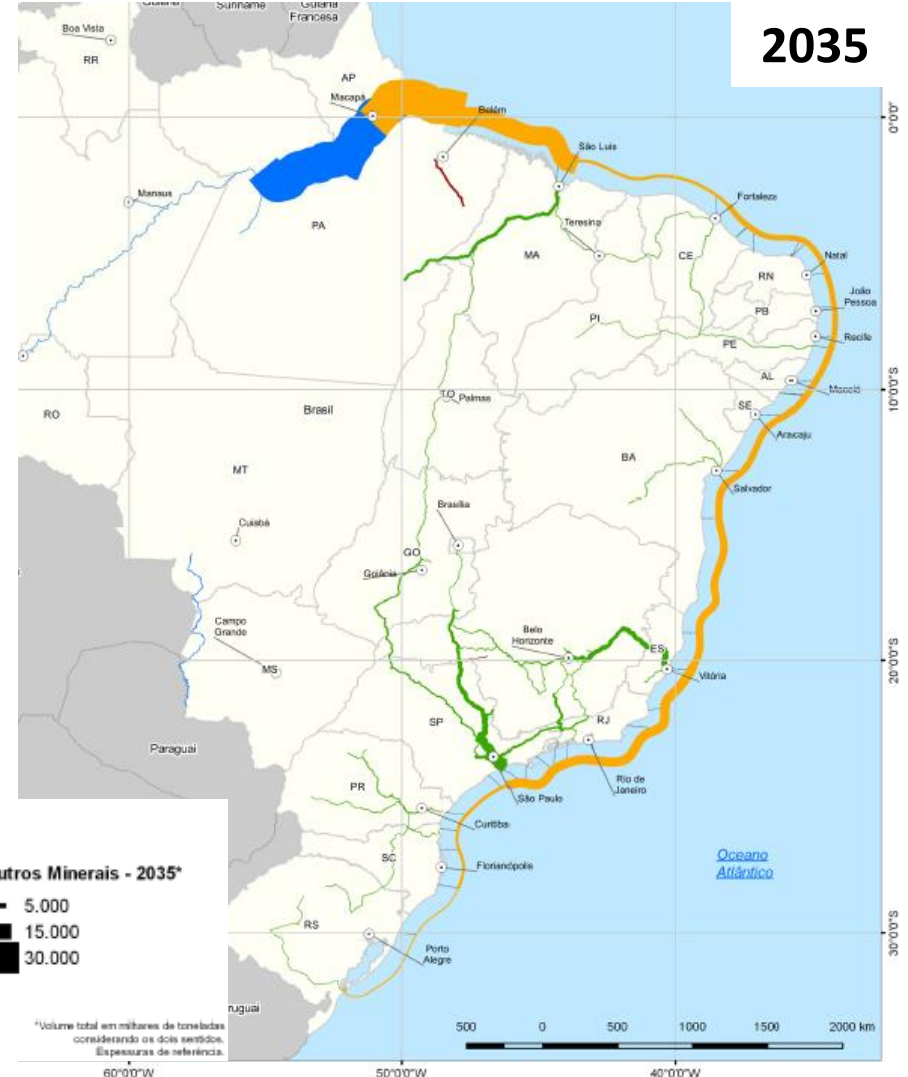 Suriname
Guiana
Francesa
2035
Boa Vista
RR
AP
Macapá
Belém
0°0'0"
São Luis
Manaus
Fortaleza
PA
Teresina
MA
CE
Natal
RN
João
Pessoa
PB
PI
Recife
PE
AL
Maceió
10°0'0"S
TO
Palmas
Brasil
RO
SE
Aracaju
BA
MT
Salvador
Brasília
Cuiabá
GO
Goiânia
Campo
Grande
Belo
Horizonte
ES
20°0'0"S
MS
Vitória
SP
RJ
Paraguai
Rio de
Janeiro
PR
São Paulo
Curitiba
Oceano
Atlântico
SC
Florianópolis
utros Minerais - 2035*
5.000
15.000
30.000
RS
30°0'0"S
Porto
Alegre
ruguai
*Volume total em milhares de toneladas
considerando os dois sentidos.
Espessuras de referência.
500 0 500 1000 1500 2000 km
60°0'0"W
50°0'0"W
40°0'0"W